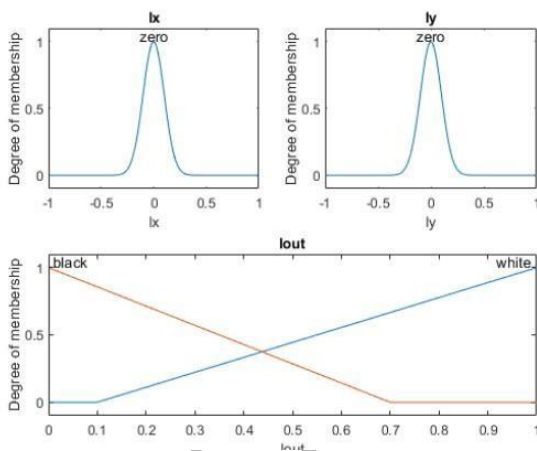 Ix
Iy
zero
zero
Degree of membership
1
0.5
0
-1
-0.5
0
0.5
1
Ix
Degree of membership
1
0.5
0
-1
-0.5
0
0.5
1
Iy
Iout
black
white
Degree of membership
1
0.5
0
0
0.1
0.2
0.3
0.4
0.5
0.6
0.7
0.8
0.9
1
Iout